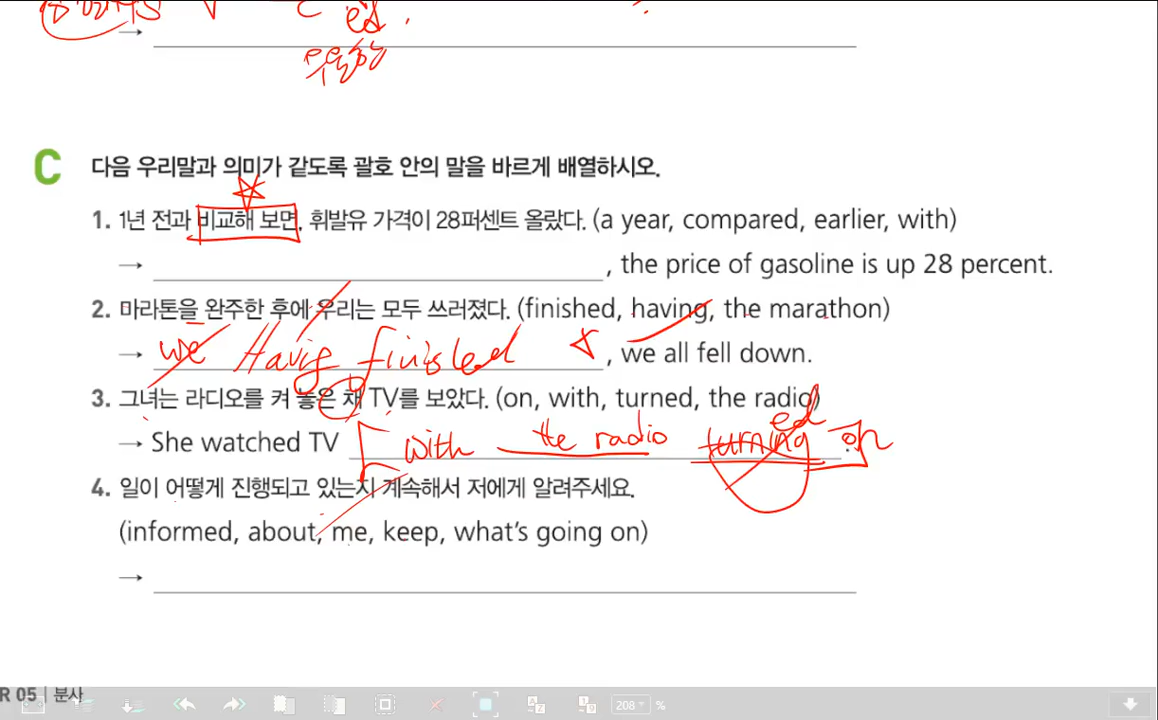 ed.
C 다음 우리말과 의미가 같도록 괄호 안의 말을 바르게 배열하시오.
1. 1년 전과 비교해 보면, 휘발유 가격이 28퍼센트 올랐다. (a year, compared, earlier, with)
→ , the price of gasoline is up 28 percent.
2. 마라톤을 완주한 후에 우리는 모두 쓰러졌다. (finished, having, the marathon)
→ we Having finished , we all fell down.
3. 그녀는 라디오를 켜 놓은 채 TV를 보았다. (on, with, turned, the radio)
ed
→ She watched TV with the radio turning on
4. 일이 어떻게 진행되고 있는지 계속해서 저에게 알려주세요.
(informed, about, me, keep, what's going on)
→
R 05 | 분사
208 %